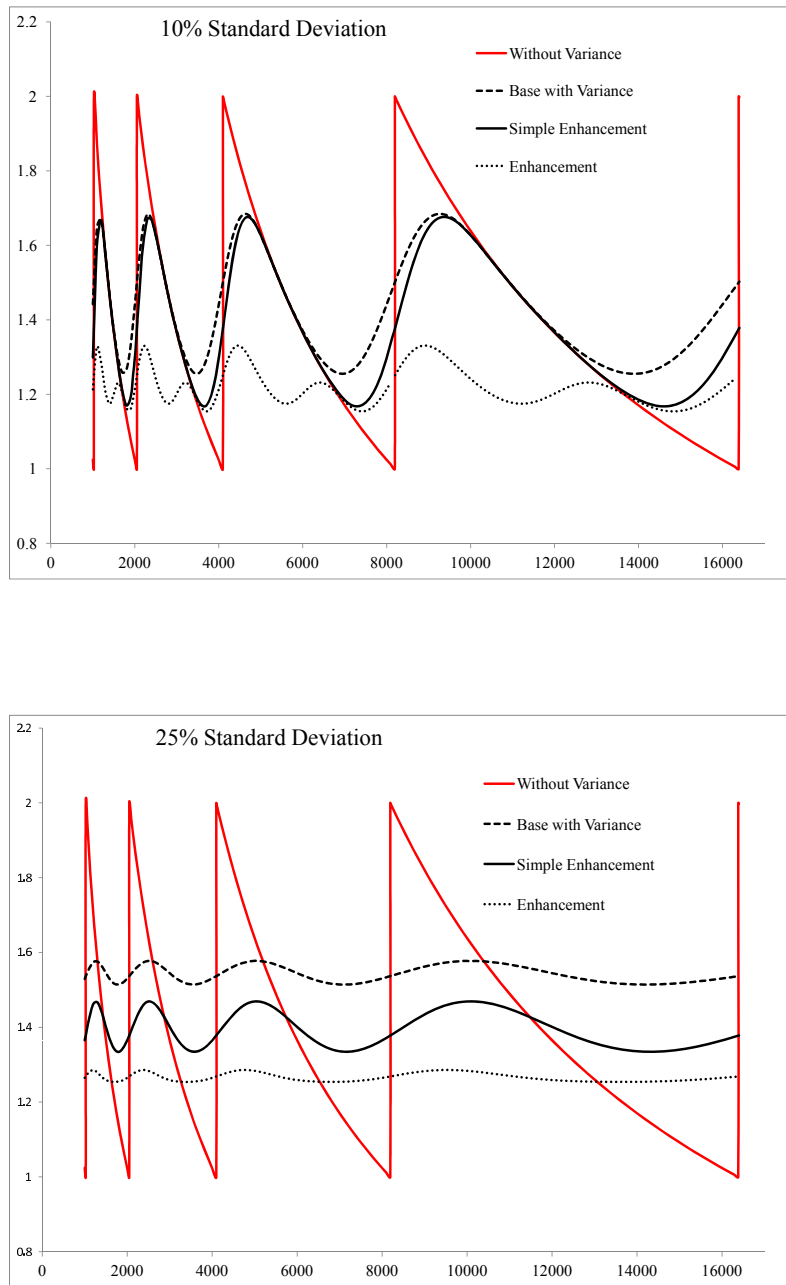 2.2
10% Standard Deviation
Without Variance
2
Base with Variance
1.8
Simple Enhancement
Enhancement
1.6
1.4
1.2
1
0.8
0 2000 4000 6000 8000 10000 12000 14000 16000
2.2
25% Standard Deviation
Without Variance
2
Base with Variance
1.8
Simple Enhancement
Enhancement
1.6
1.4
1.2
1
0.8
0 2000 4000 6000 8000 10000 12000 14000 16000